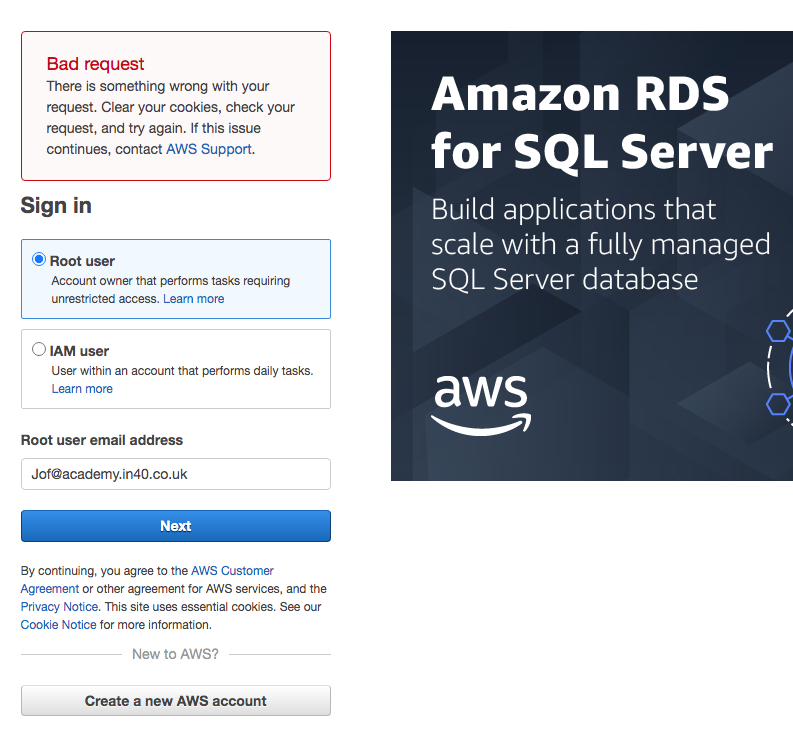 Bad request
There is something wrong with your
request. Clear your cookies, check your
request, and try again. If this issue
continues, contact AWS Support.
Sign in
Root user
Account owner that performs tasks requiring
unrestricted access. Learn more
IAM user
User within an account that performs daily tasks.
Learn more
Root user email address
Jof@academy.in40.co.uk
Next
By continuing, you agree to the AWS Customer
Agreement or other agreement for AWS services, and the
Privacy Notice. This site uses essential cookies. See our
Cookie Notice for more information.
New to AWS?
Create a new AWS account
Amazon RDS
for SQL Server
Build applications that
scale with a fully managed
SQL Server database
aws